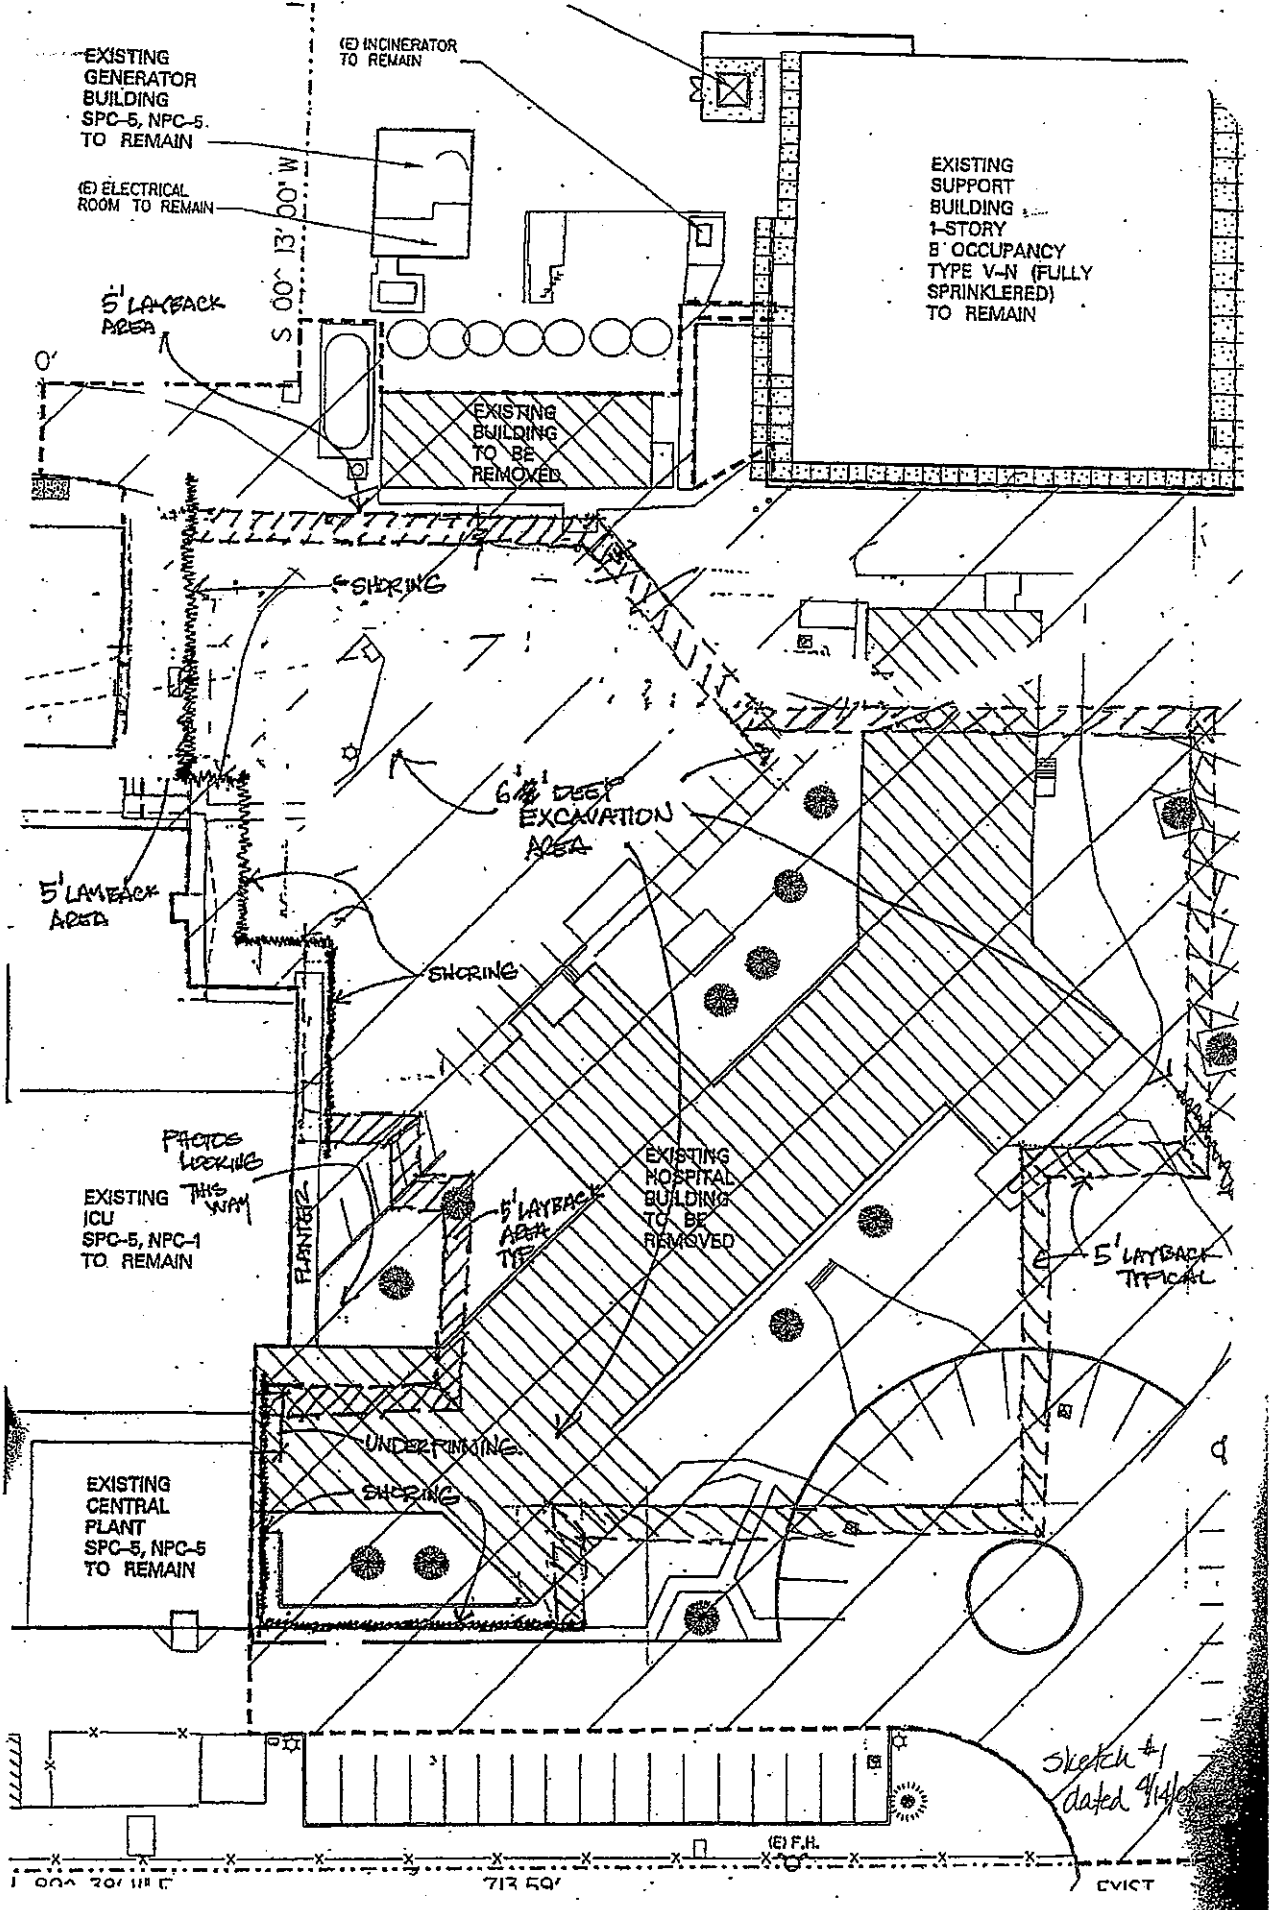 EXISTING
GENERATOR
BUILDING
SPC-5, NPC-5.
TO REMAIN
(E) INCINERATOR
TO REMAIN
(E) ELECTRICAL
ROOM TO REMAIN
S 00^ 13' 00" W
EXISTING
SUPPORT
BUILDING
1-STORY
B' OCCUPANCY
TYPE V-N (FULLY
SPRINKLERED)
TO REMAIN
5' LAYBACK
AREA
0'
EXISTING
BUILDING
TO BE
REMOVED
SHORING
DEEP
EXCAVATION
AREA
5' LAYBACK
AREA
SHORING
PHOTOS
LOOKING
THIS
WAY
EXISTING
ICU
SPC-5, NPC-1
TO REMAIN
PLANTER
5' LAYBACK
AREA
TYP.
EXISTING
HOSPITAL
BUILDING
TO BE
REMOVED
5' LAYBACK
TYPICAL
UNDERPINNING.
SHORING
EXISTING
CENTRAL
PLANT
SPC-5, NPC-5
TO REMAIN
Sketch #1
dated
(E) F.H.
713.59'
EXIST